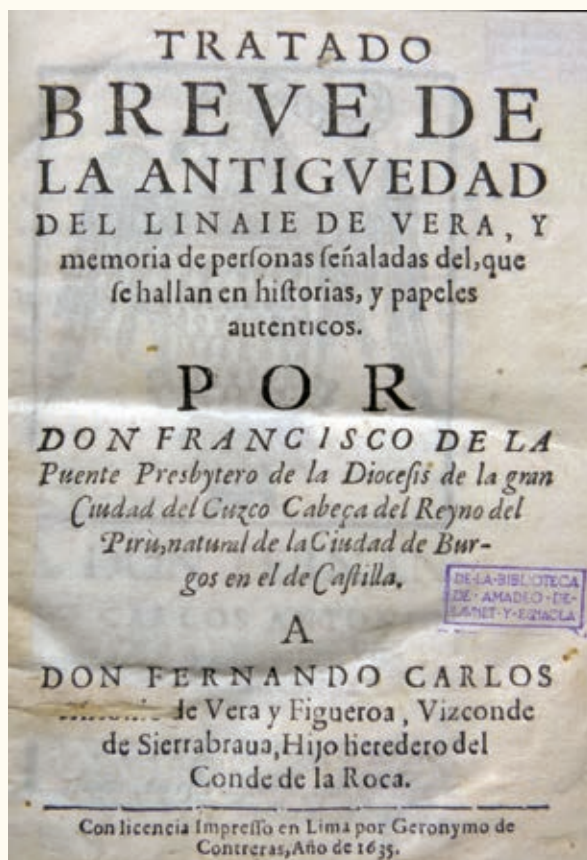 TRATADO
BREVE DE
LA ANTIGVEDAD
DEL LINAIE DE VERA, Y
memoria de perſonas ſeñaladas del, que
ſe hallan en hiſtorias, y papeles
autenticos.
POR
DON FRANCISCO DE LA
Puente Presbytero de la Dioceſis de la gran
Ciudad del Cuzco Cabeça del Reyno del
Pirù, natural de la Ciudad de Bur-
gos en el de Caſtilla.
DE·LA·BIBLIOTECA
DE·AMADEO·DE-
Y
A
DON FERNANDO CARLOS
de Vera y Figueroa, Vizconde
de Sierrabraua, Hijo heredero del
Conde de la Roca.
Con licencia Impreſſo en Lima por Geronymo de
Contreras, Año de 1635.